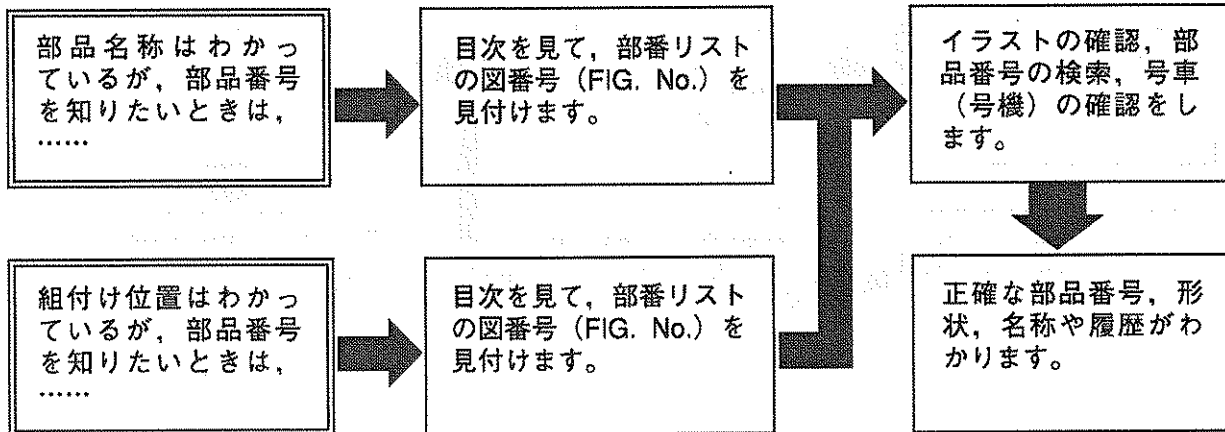 部品名称はわかっ
ているが，部品番号
を知りたいときは，
……
目次を見て，部番リスト
の図番号（FIG. No.）を
見付けます。
イラストの確認，部
品番号の検索，号車
（号機）の確認をし
ます。
組付け位置はわかっ
ているが，部品番号
を知りたいときは，
……
目次を見て，部番リスト
の図番号（FIG. No.）を
見付けます。
正確な部品番号，形
状，名称や履歴がわ
かります。